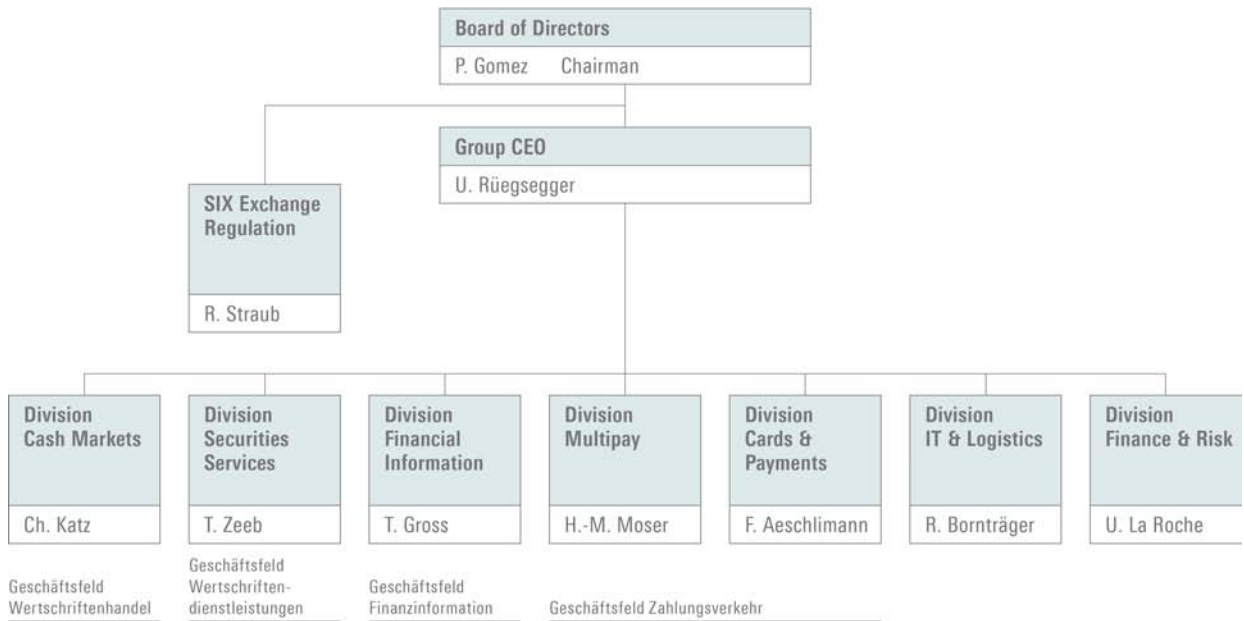 Board of Directors
P. Gomez Chairman
Group CEO
U. Rüegsegger
SIX Exchange
Regulation
R. Straub
Division
Cash Markets
Ch. Katz
Division
Securities
Services
T. Zeeb
Division
Financial
Information
T. Gross
Division
Multipay
H.-M. Moser
Division
Cards &
Payments
F. Aeschlimann
Division
IT & Logistics
R. Bornträger
Division
Finance & Risk
U. La Roche
Geschäftsfeld
Wertschriftenhandel
Geschäftsfeld
Wertschriften-
dienstleistungen
Geschäftsfeld
Finanzinformation
Geschäftsfeld Zahlungsverkehr